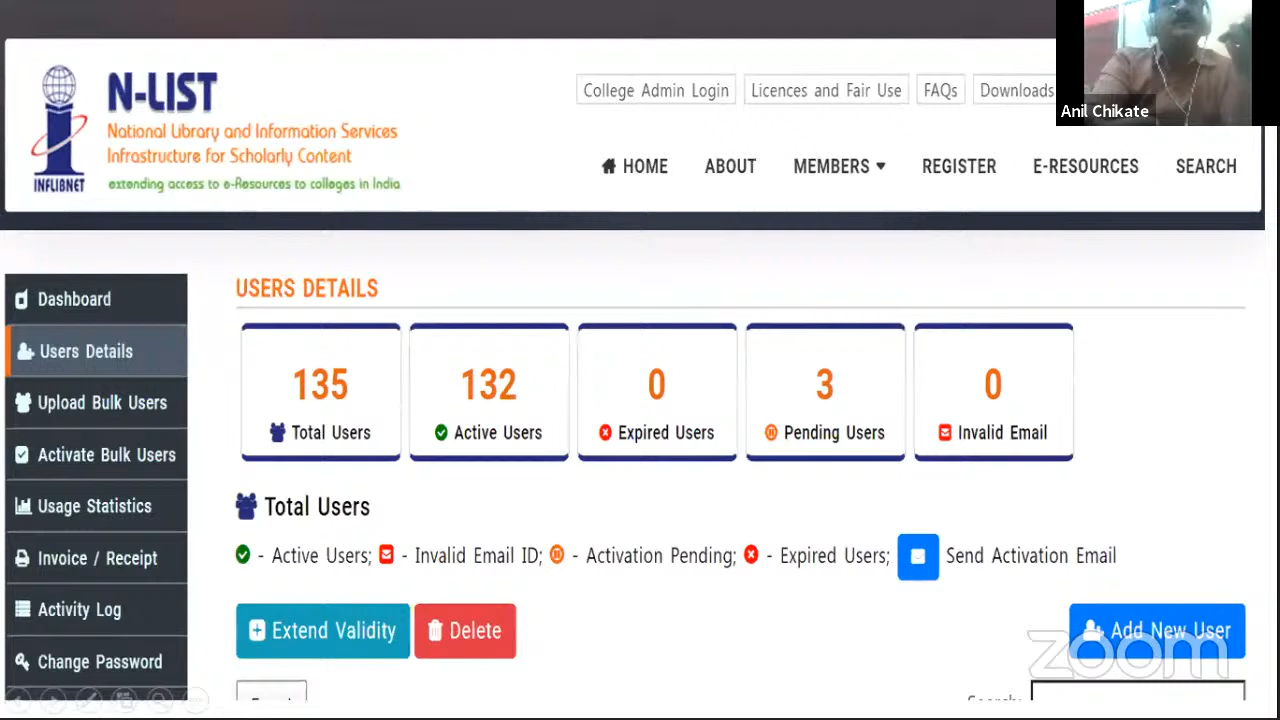 N-LIST
National Library and Information Services
Infrastructure for Scholarly Content
extending access to e-Resources to colleges in India
INFLIBNET
College Admin Login
Licences and Fair Use
FAQs
Downloads
Anil Chikate
HOME
ABOUT
MEMBERS
REGISTER
E-RESOURCES
SEARCH
Dashboard
Users Details
Upload Bulk Users
Activate Bulk Users
Usage Statistics
Invoice / Receipt
Activity Log
Change Password
USERS DETAILS
135
Total Users
132
Active Users
0
Expired Users
3
Pending Users
0
Invalid Email
Total Users
- Active Users; - Invalid Email ID; - Activation Pending; - Expired Users; Send Activation Email
Extend Validity
Delete
Add New User
zoom